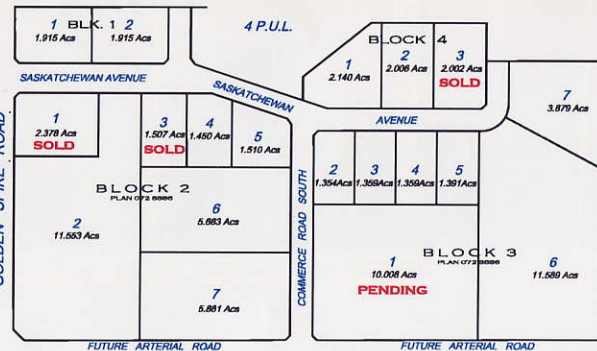 BLK. 1
1
1.915 Acs
2
1.915 Acs
4 P.U.L.
BLOCK 4
1
2.140 Acs
2
2.006 Acs
3
2.002 Acs
SOLD
7
3.879 Acs
SASKATCHEWAN AVENUE
SASKATCHEWAN
AVENUE
GOLDEN SPIKE ROAD
1
2.378 Acs
SOLD
3
1.507 Acs
SOLD
4
1.450 Acs
5
1.510 Acs
BLOCK 2
PLAN 072 8886
2
11.553 Acs
6
5.683 Acs
7
5.881 Acs
COMMERCE ROAD SOUTH
2
1.354Acs
3
1.359Acs
4
1.359Acs
5
1.391Acs
BLOCK 3
PLAN 072 8886
1
10.008 Acs
PENDING
6
11.589 Acs
FUTURE ARTERIAL ROAD
FUTURE ARTERIAL ROAD